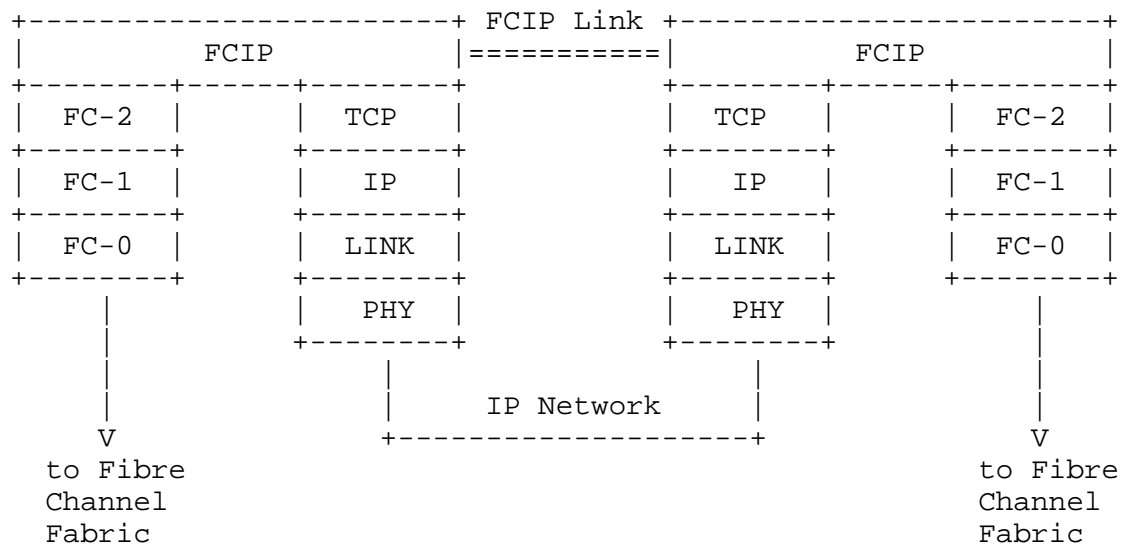 FCIP Link
FCIP =========== FCIP
FC-2 TCP TCP FC-2
FC-1 IP IP FC-1
FC-0 LINK LINK FC-0
PHY PHY
IP Network
V V
to Fibre to Fibre
Channel Channel
Fabric Fabric